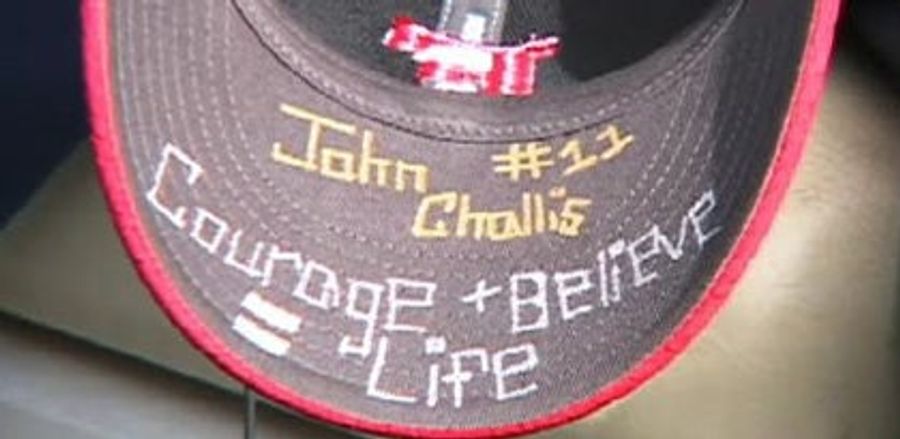 John #11
Challis
Courage + Believe
= Life